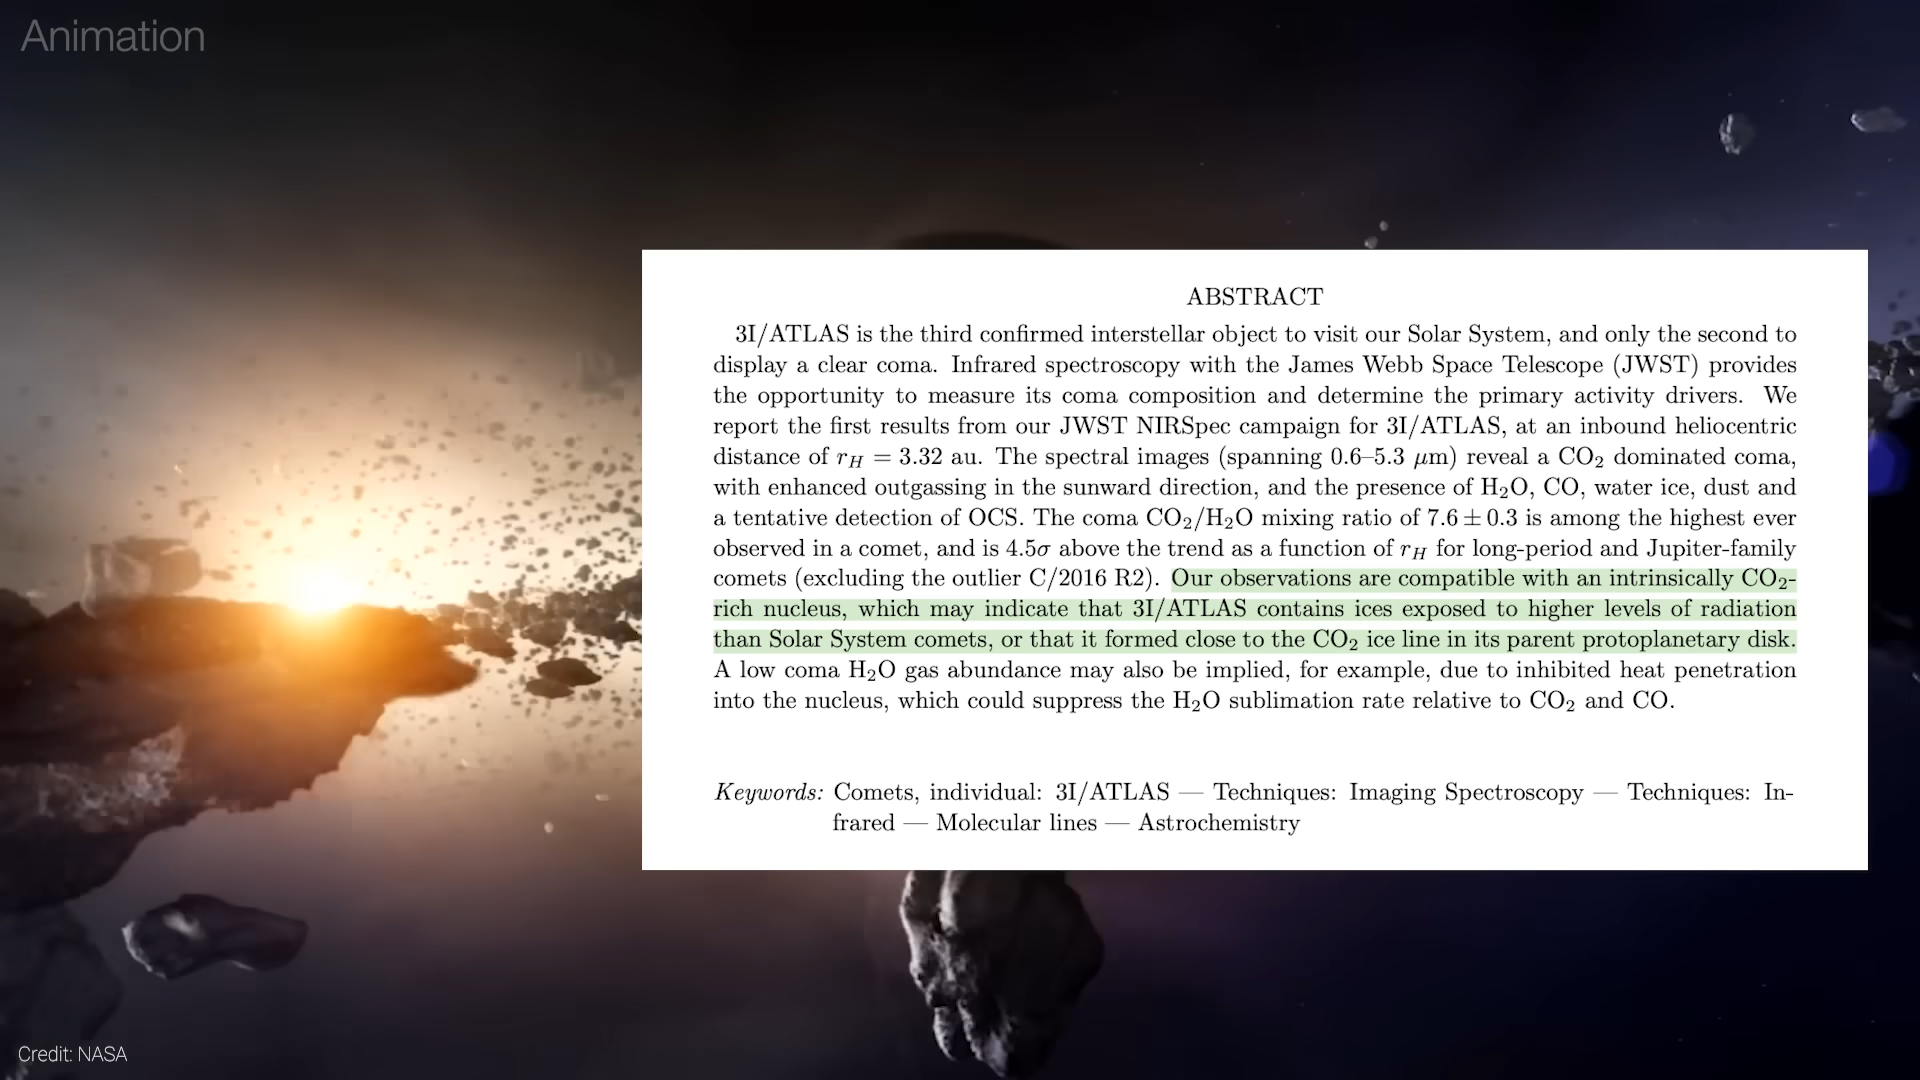 Animation
ABSTRACT
3I/ATLAS is the third confirmed interstellar object to visit our Solar System, and only the second to
display a clear coma. Infrared spectroscopy with the James Webb Space Telescope (JWST) provides
the opportunity to measure its coma composition and determine the primary activity drivers. We
report the first results from our JWST NIRSpec campaign for 3I/ATLAS, at an inbound heliocentric
distance of r_H = 3.32 au. The spectral images (spanning 0.6–5.3 μm) reveal a CO₂ dominated coma,
with enhanced outgassing in the sunward direction, and the presence of H₂O, CO, water ice, dust and
a tentative detection of OCS. The coma CO₂/H₂O mixing ratio of 7.6 ± 0.3 is among the highest ever
observed in a comet, and is 4.5σ above the trend as a function of r_H for long-period and Jupiter-family
comets (excluding the outlier C/2016 R2). Our observations are compatible with an intrinsically CO₂-
rich nucleus, which may indicate that 3I/ATLAS contains ices exposed to higher levels of radiation
than Solar System comets, or that it formed close to the CO₂ ice line in its parent protoplanetary disk.
A low coma H₂O gas abundance may also be implied, for example, due to inhibited heat penetration
into the nucleus, which could suppress the H₂O sublimation rate relative to CO₂ and CO.
Keywords: Comets, individual: 3I/ATLAS — Techniques: Imaging Spectroscopy — Techniques: In-
frared — Molecular lines — Astrochemistry
Credit: NASA